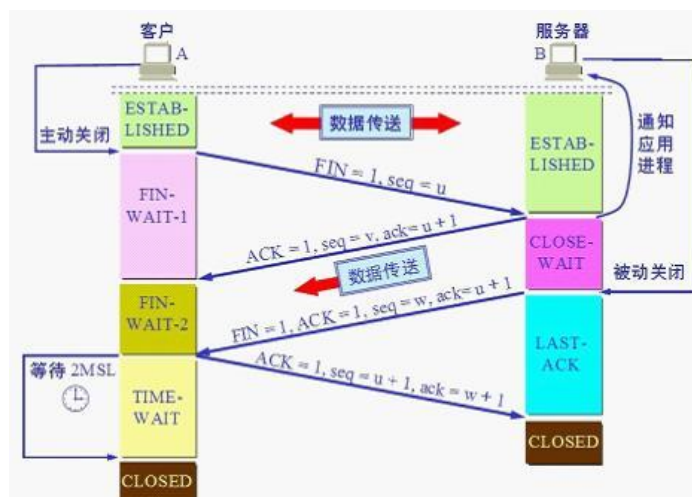 客户
A
服务器
B
ESTAB-
LISHED
数据传送
主动关闭
ESTAB-
LISHED
通知
应用
进程
FIN = 1, seq = u
FIN-
WAIT-1
ACK = 1, seq = v, ack= u + 1
CLOSE-
WAIT
数据传送
被动关闭
FIN-
WAIT-2
FIN = 1, ACK = 1, seq = w, ack= u + 1
LAST-
ACK
等待 2MSL
ACK = 1, seq = u + 1, ack = w + 1
TIME-
WAIT
CLOSED
CLOSED